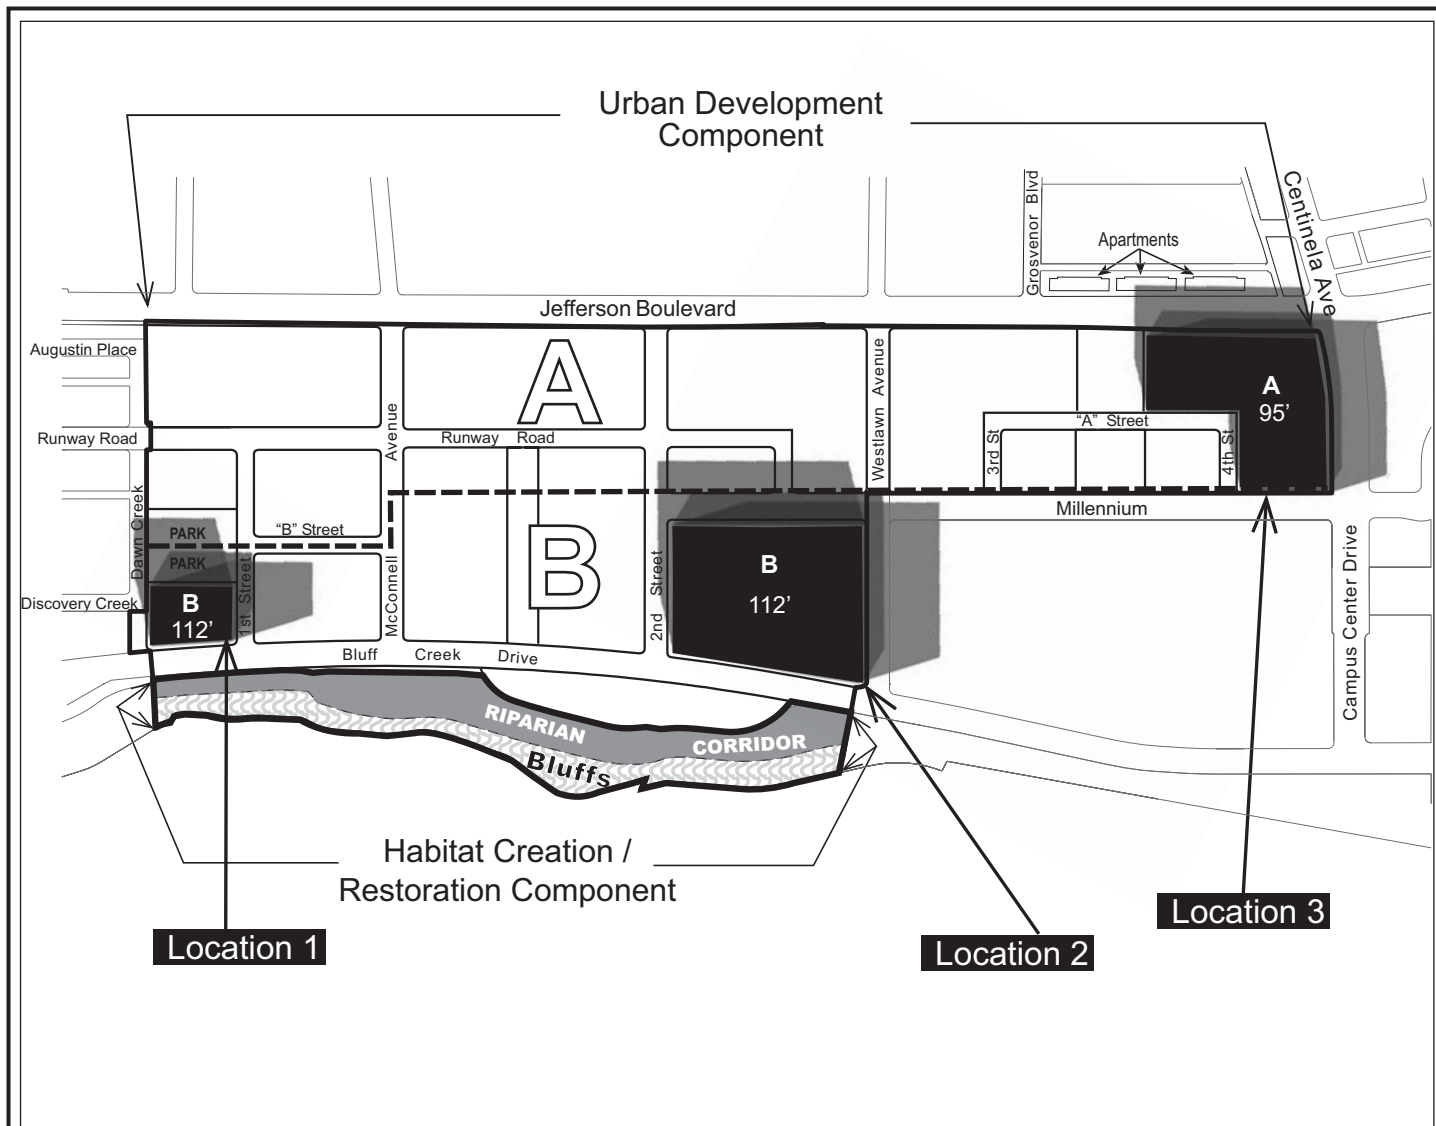 Urban Development
Component
Grosvenor Blvd
Apartments
Centinela Ave
Jefferson Boulevard
Augustin Place
A
Westlawn Avenue
A
95’
"A" Street
3rd St
4th St
Runway Road
McConnell Avenue
Runway Road
Millennium
Dawn Creek
PARK
"B" Street
PARK
B
2nd Street
B
112’
Discovery Creek
B
112’
1st Street
Campus Center Drive
Bluff Creek Drive
RIPARIAN CORRIDOR
Bluffs
Habitat Creation /
Restoration Component
Location 1
Location 2
Location 3